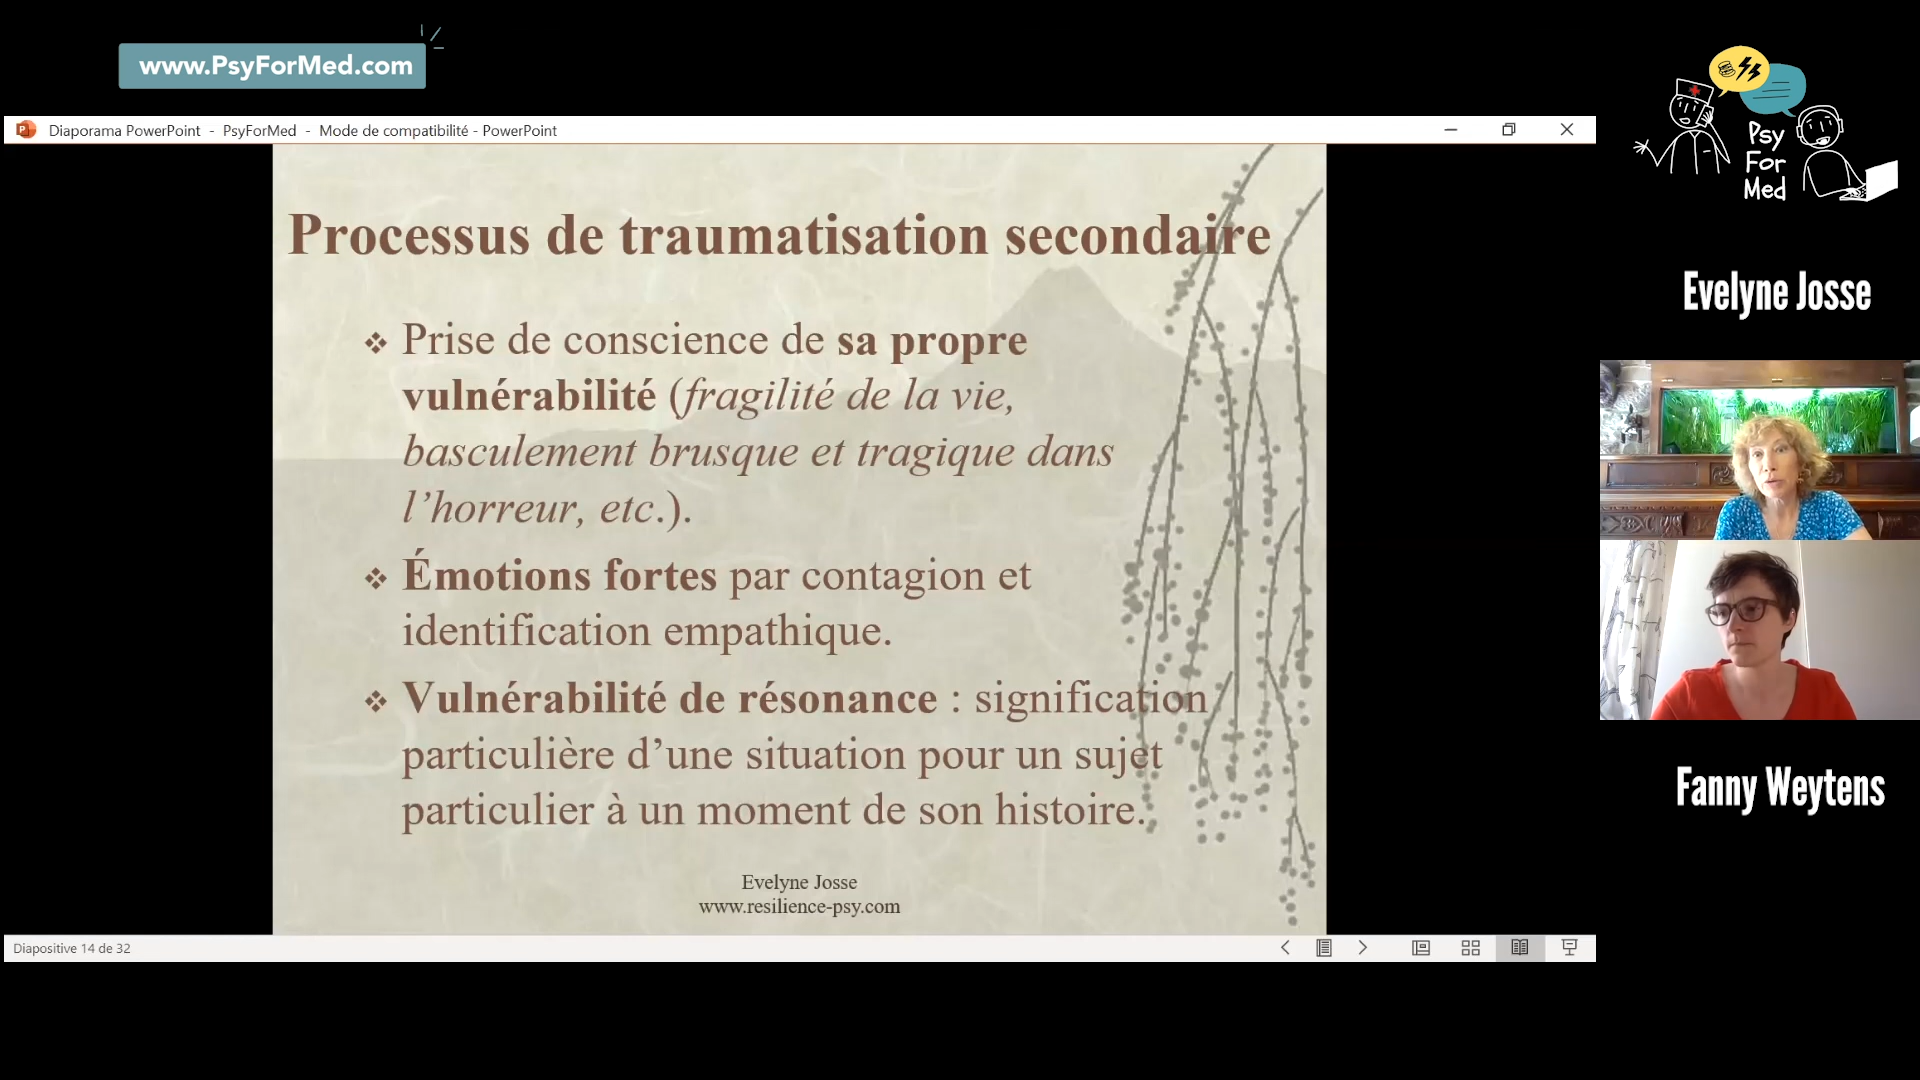 www.PsyForMed.com
Diaporama PowerPoint - PsyForMed - Mode de compatibilité - PowerPoint
Psy
For
Med
Processus de traumatisation secondaire
❖ Prise de conscience de sa propre
vulnérabilité (fragilité de la vie,
basculement brusque et tragique dans
l’horreur, etc.).
❖ Émotions fortes par contagion et
identification empathique.
❖ Vulnérabilité de résonance : signification
particulière d’une situation pour un sujet
particulier à un moment de son histoire.
Evelyne Josse
www.resilience-psy.com
Diapositive 14 de 32
Evelyne Josse
Fanny Weytens